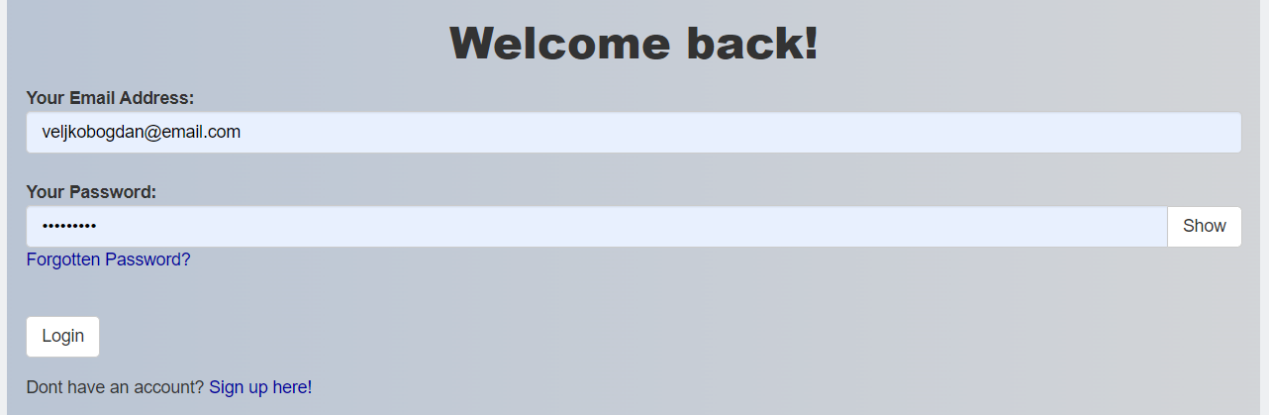 Welcome back!
Your Email Address:
veljkobogdan@email.com
Your Password:
•••••••••
Show
Forgotten Password?
Login
Dont have an account? Sign up here!